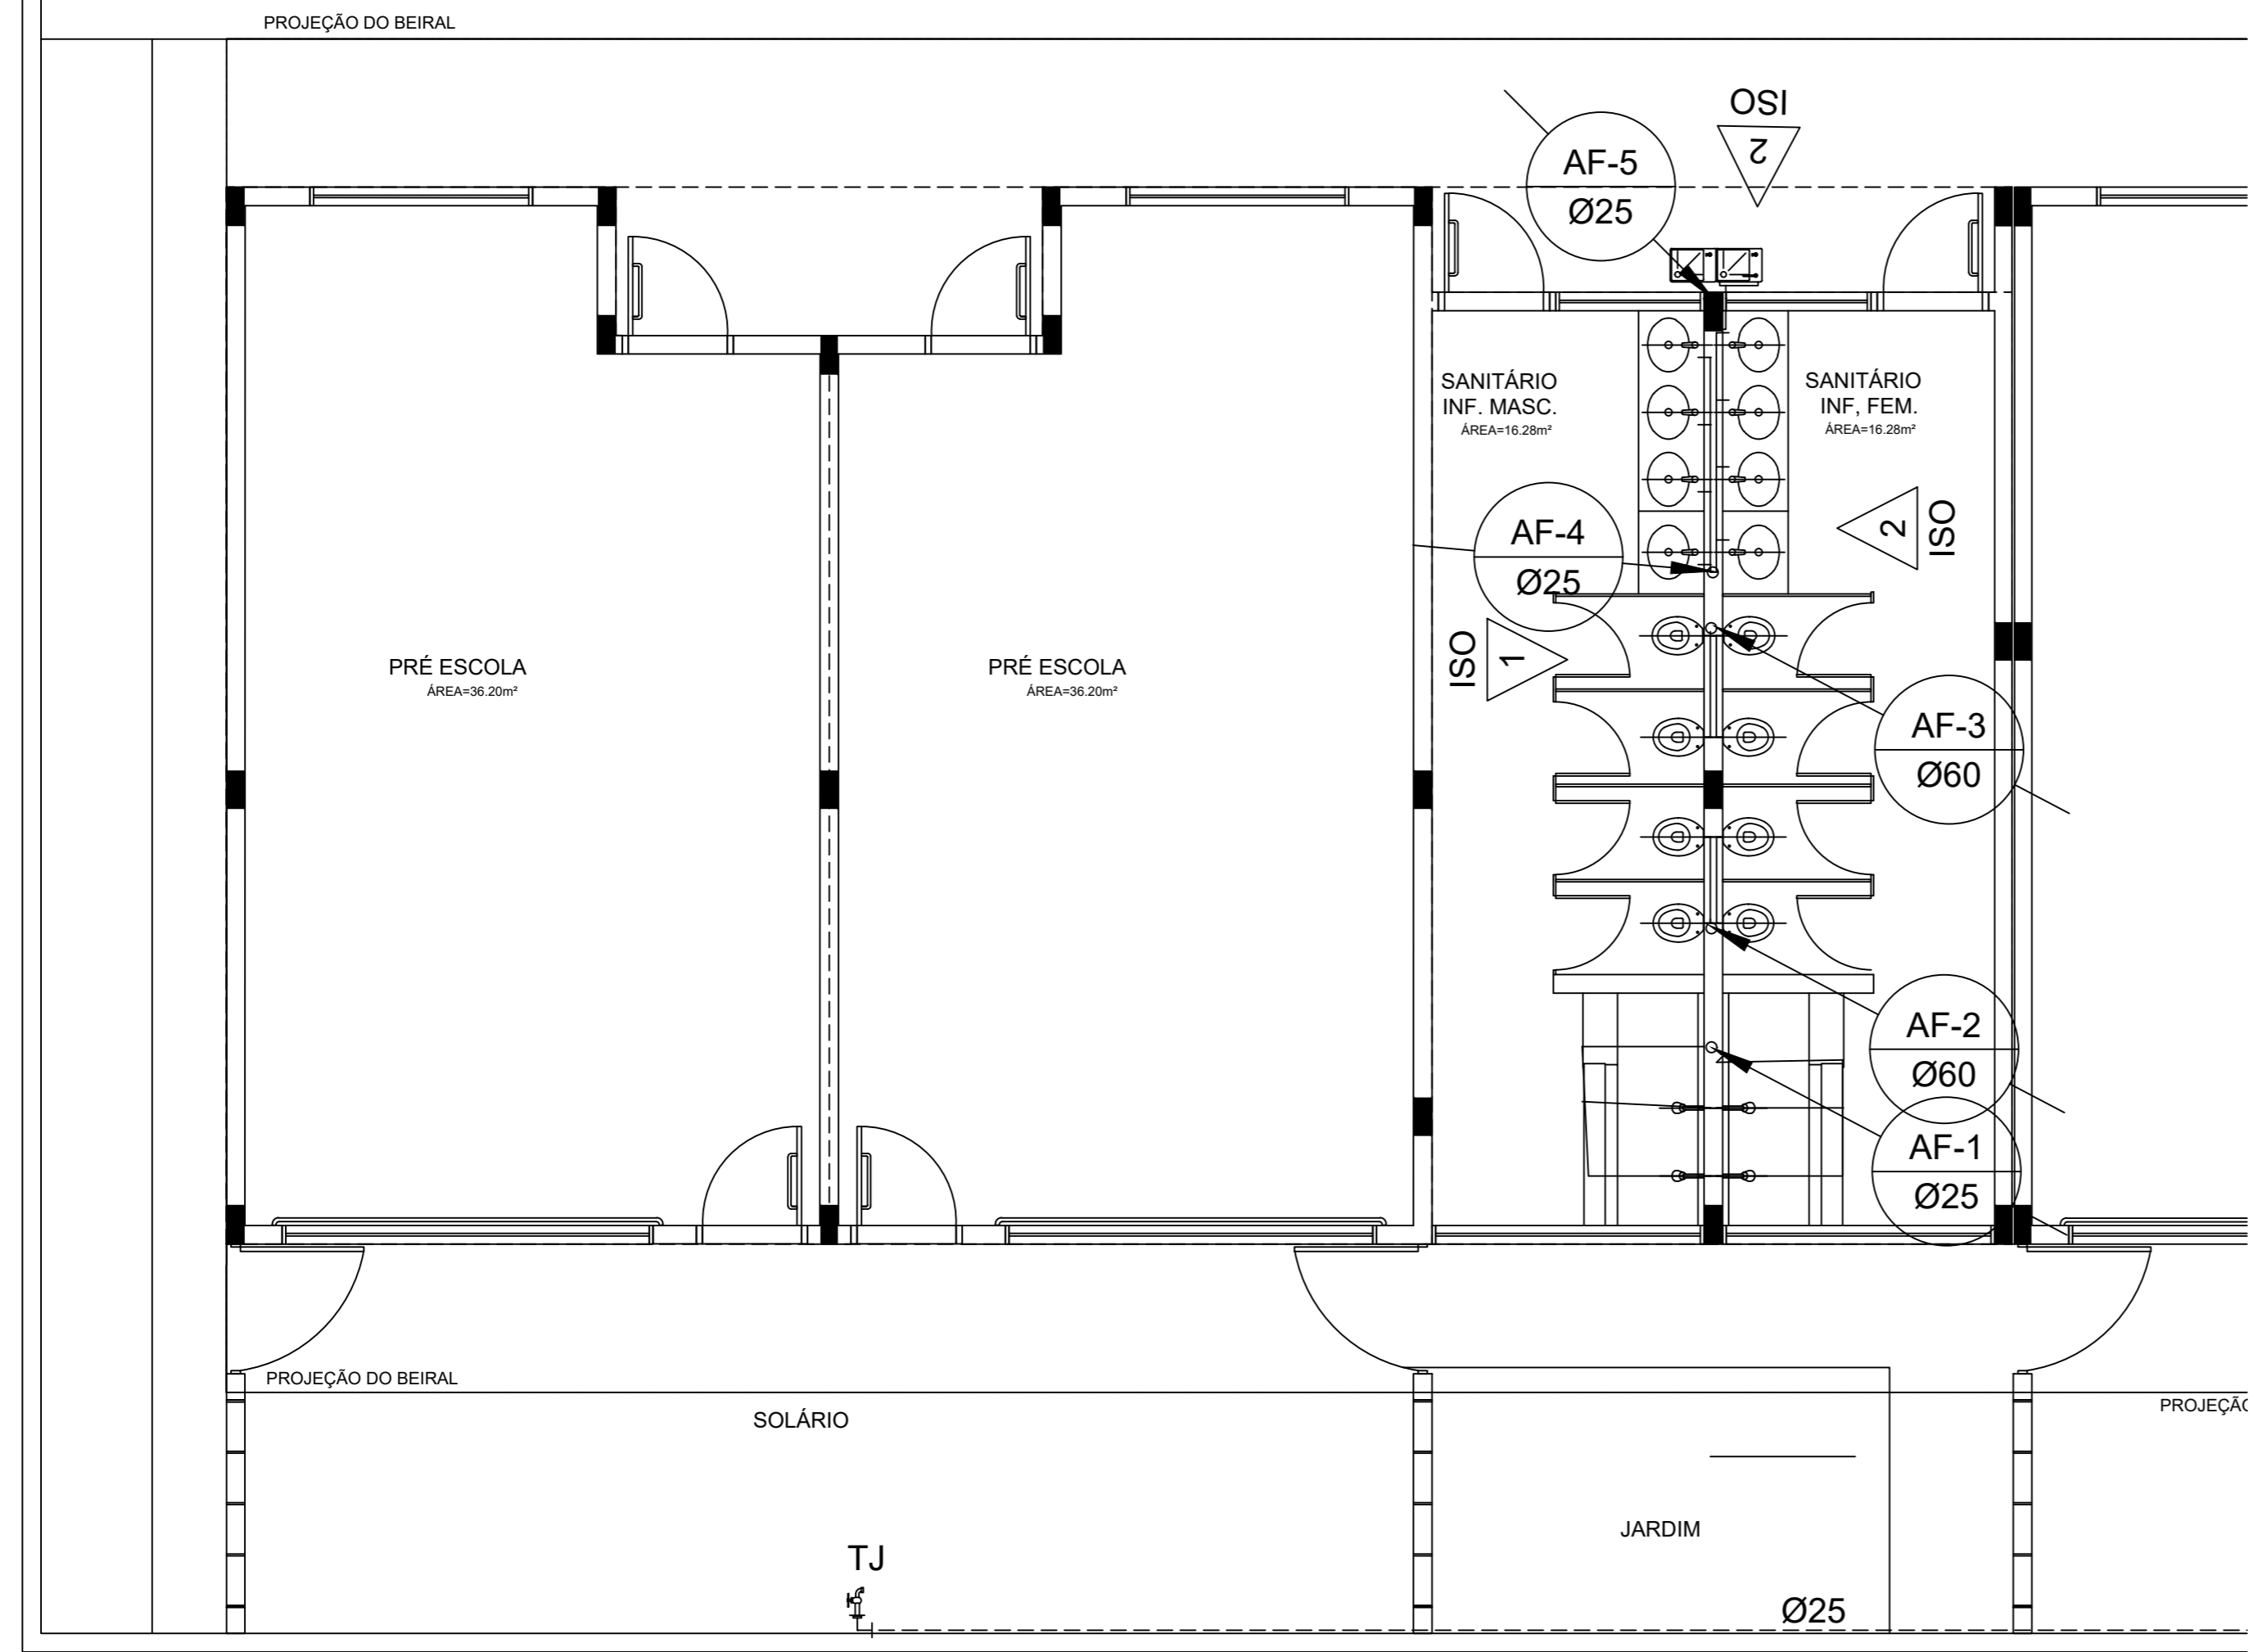 PROJEÇÃO DO BEIRAL
ISO
2
AF-5
Ø25
SANITÁRIO
INF. MASC.
ÁREA=16.28m²
SANITÁRIO
INF, FEM.
ÁREA=16.28m²
AF-4
Ø25
2
ISO
ISO
1
PRÉ ESCOLA
ÁREA=36.20m²
PRÉ ESCOLA
ÁREA=36.20m²
AF-3
Ø60
AF-2
Ø60
AF-1
Ø25
PROJEÇÃO DO BEIRAL
PROJEÇÃO
SOLÁRIO
JARDIM
TJ
Ø25